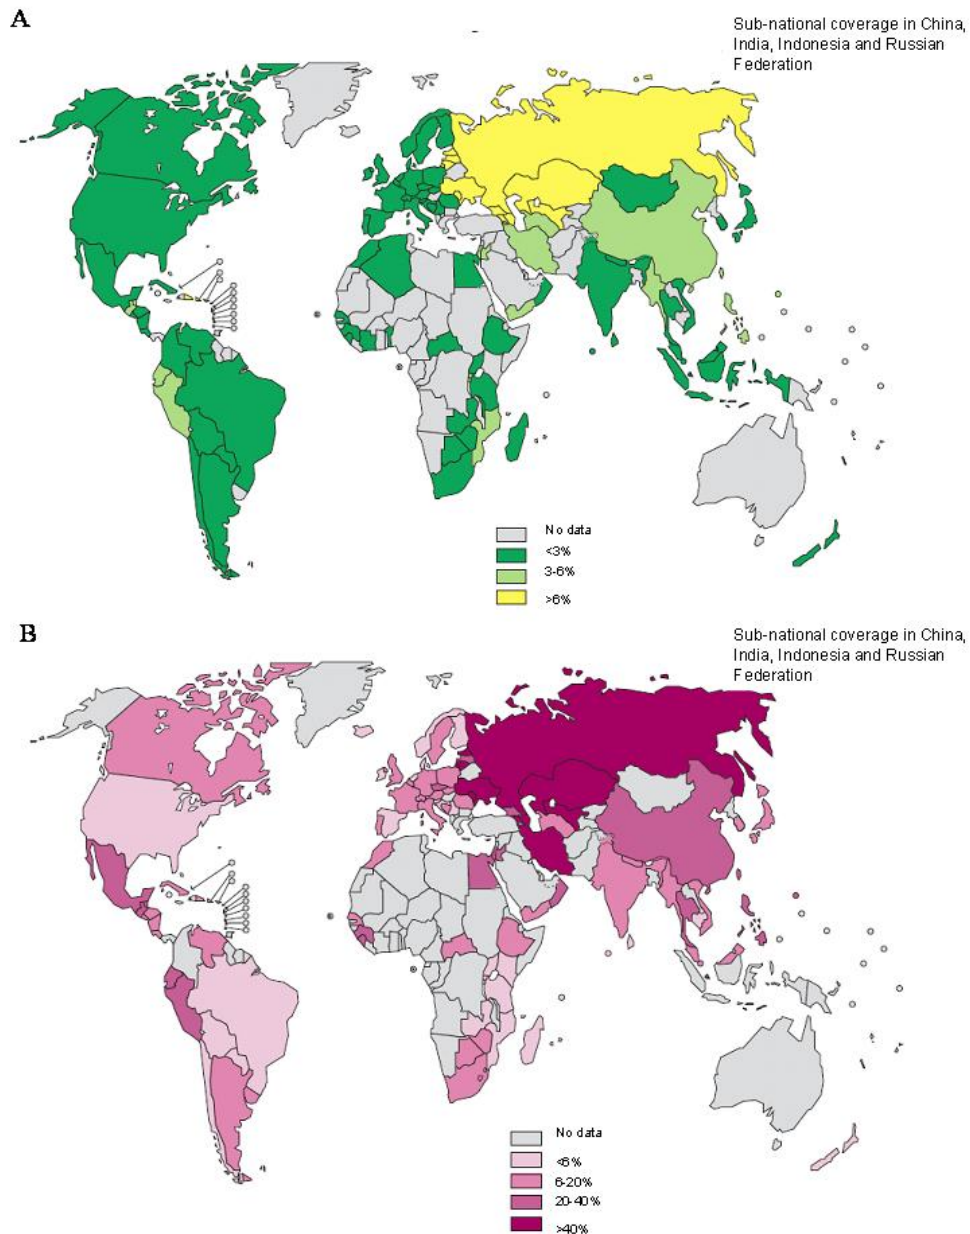 A
Sub-national coverage in China,
India, Indonesia and Russian
Federation
No data
<3%
3-6%
>6%
B
Sub-national coverage in China,
India, Indonesia and Russian
Federation
No data
<6%
6-20%
20-40%
>40%